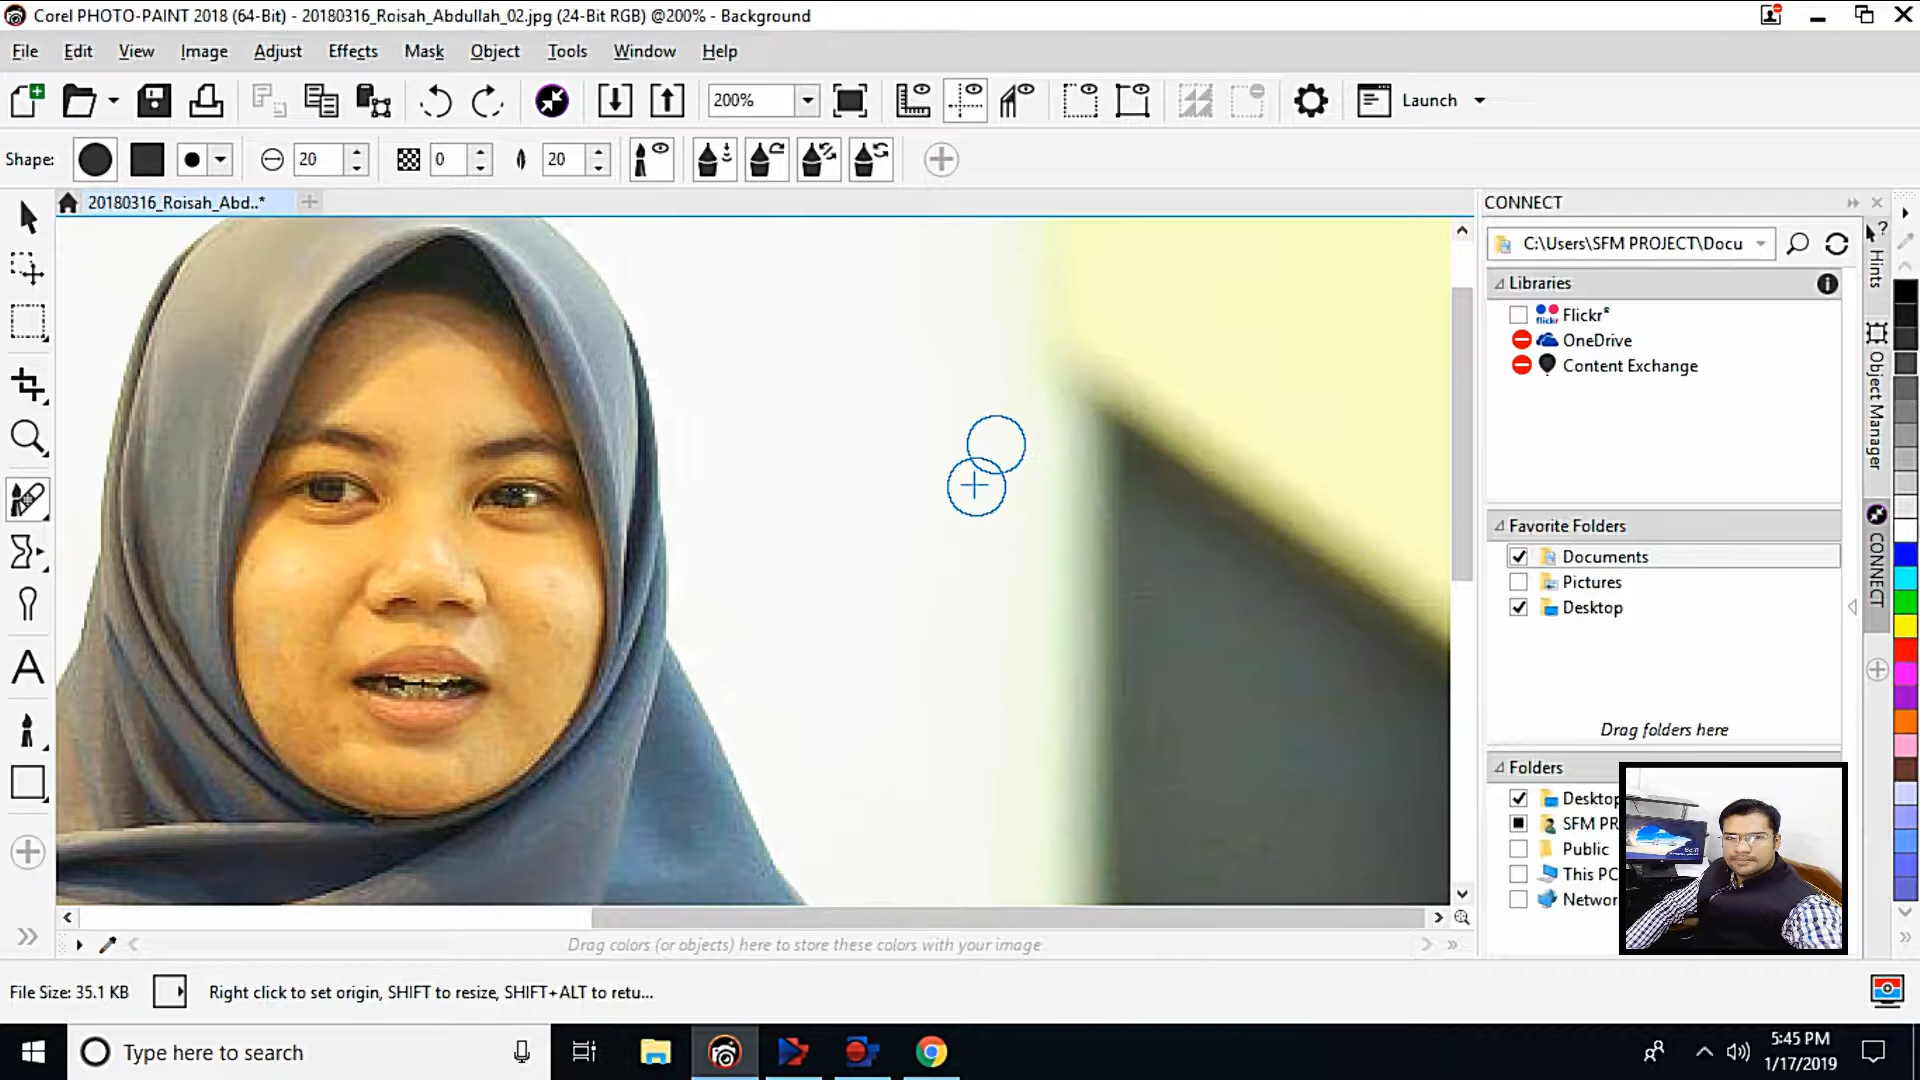 Corel PHOTO-PAINT 2018 (64-Bit) - 20180316_Roisah_Abdullah_02.jpg (24-Bit RGB) @200% - Background
File Edit View Image Adjust Effects Mask Object Tools Window Help
200% Launch
Shape: 20 0 20
20180316_Roisah_Abd..*
CONNECT
C:\Users\SFM PROJECT\Docu
Libraries
flickr Flickr®
OneDrive
Content Exchange
Favorite Folders
Documents
Pictures
Desktop
Drag folders here
Folders
Desktop
SFM PR
Public
This PC
Networ
Hints
Object Manager
CONNECT
Drag colors (or objects) here to store these colors with your image
File Size: 35.1 KB Right click to set origin, SHIFT to resize, SHIFT+ALT to retu...
Type here to search
5:45 PM
1/17/2019